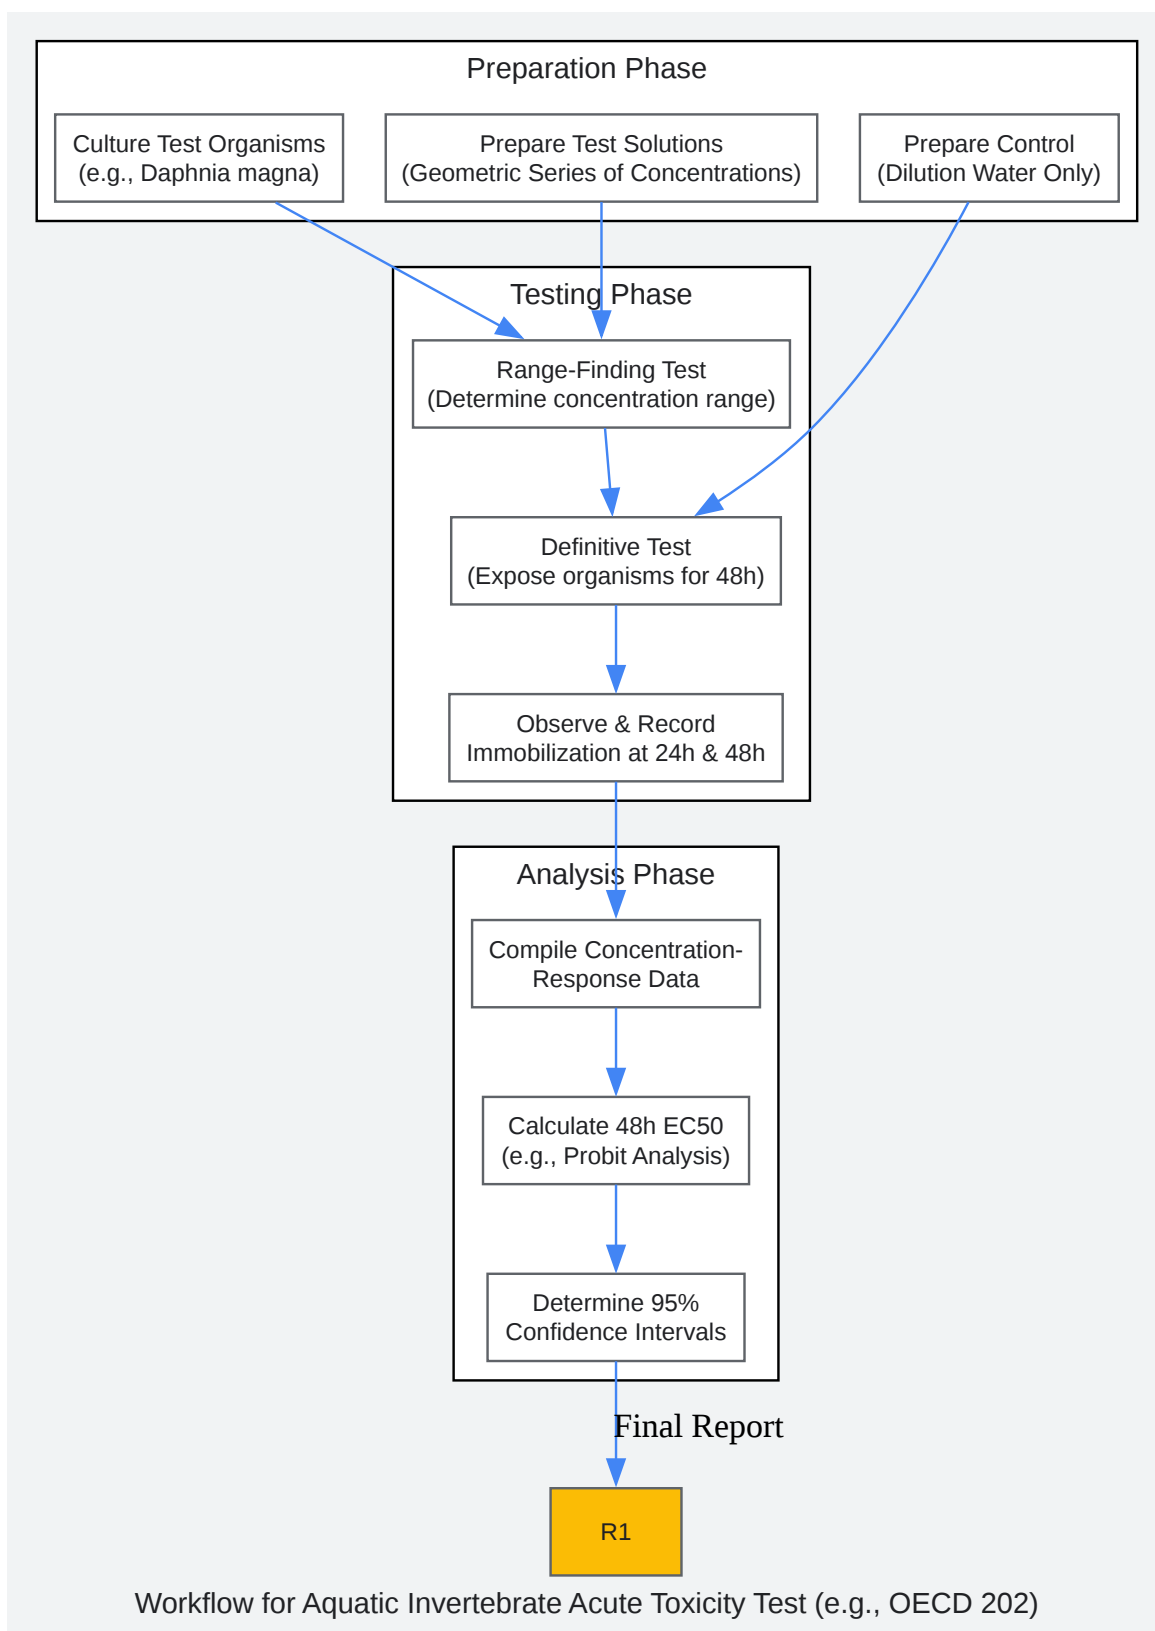 Preparation Phase
Culture Test Organisms
(e.g., Daphnia magna)
Prepare Test Solutions
(Geometric Series of Concentrations)
Prepare Control
(Dilution Water Only)
Testing Phase
Range-Finding Test
(Determine concentration range)
Definitive Test
(Expose organisms for 48h)
Observe & Record
Immobilization at 24h & 48h
Analysis Phase
Compile Concentration-
Response Data
Calculate 48h EC50
(e.g., Probit Analysis)
Determine 95%
Confidence Intervals
Final Report
R1
Workflow for Aquatic Invertebrate Acute Toxicity Test (e.g., OECD 202)